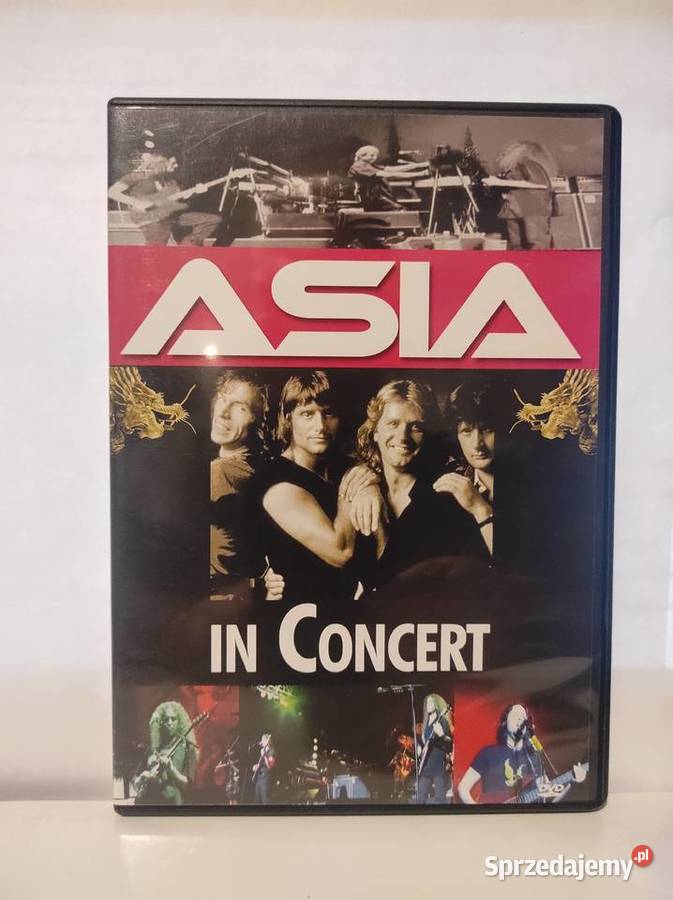 ASIA
IN CONCERT
DVD
Sprzedajemy.pl